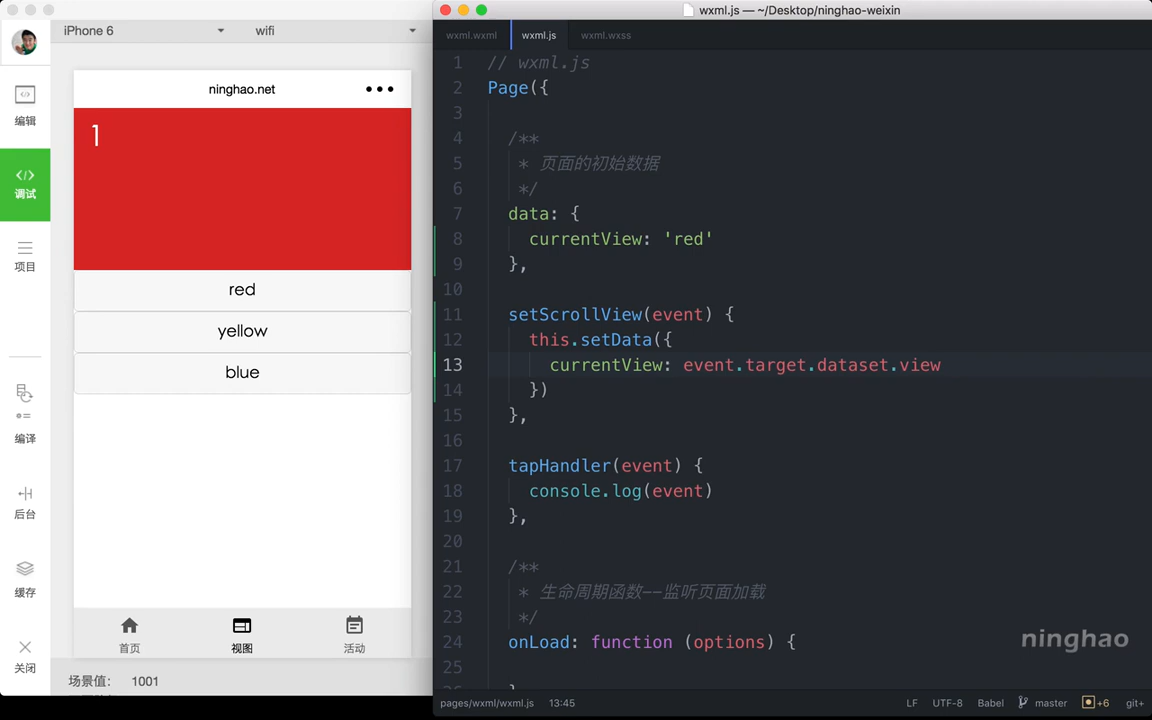 iPhone 6
wifi
编辑
调试
项目
编译
后台
缓存
关闭
ninghao.net
1
red
yellow
blue
首页
视图
活动
场景值: 1001
wxml.js — ~/Desktop/ninghao-weixin
wxml.wxml
wxml.js
wxml.wxss
1 // wxml.js
2 Page({
3
4 /**
5 * 页面的初始数据
6 */
7 data: {
8 currentView: 'red'
9 },
10
11 setScrollView(event) {
12 this.setData({
13 currentView: event.target.dataset.view
14 })
15 },
16
17 tapHandler(event) {
18 console.log(event)
19 },
20
21 /**
22 * 生命周期函数--监听页面加载
23 */
24 onLoad: function (options) {
25
ninghao
pages/wxml/wxml.js 13:45
LF UTF-8 Babel master +6 git+